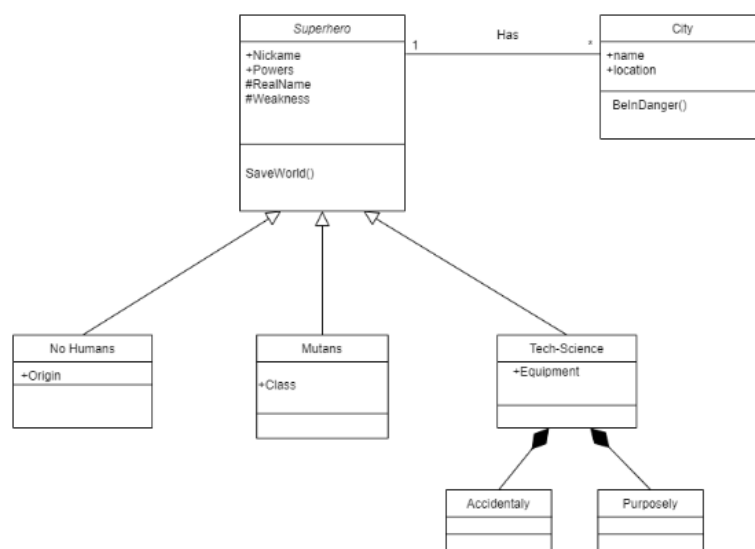 Superhero
+Nickame
+Powers
#RealName
#Weakness
SaveWorld()
1
Has
*
City
+name
+location
BeInDanger()
No Humans
+Origin
Mutans
+Class
Tech-Science
+Equipment
Accidentaly
Purposely